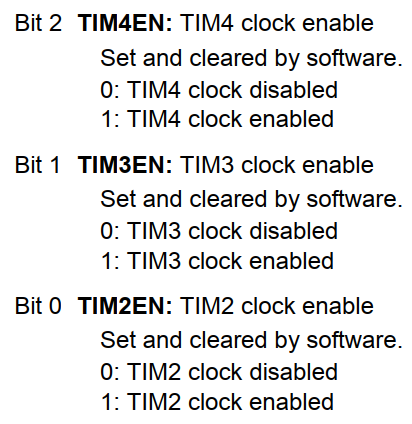 Bit 2 TIM4EN: TIM4 clock enable
Set and cleared by software.
0: TIM4 clock disabled
1: TIM4 clock enabled
Bit 1 TIM3EN: TIM3 clock enable
Set and cleared by software.
0: TIM3 clock disabled
1: TIM3 clock enabled
Bit 0 TIM2EN: TIM2 clock enable
Set and cleared by software.
0: TIM2 clock disabled
1: TIM2 clock enabled